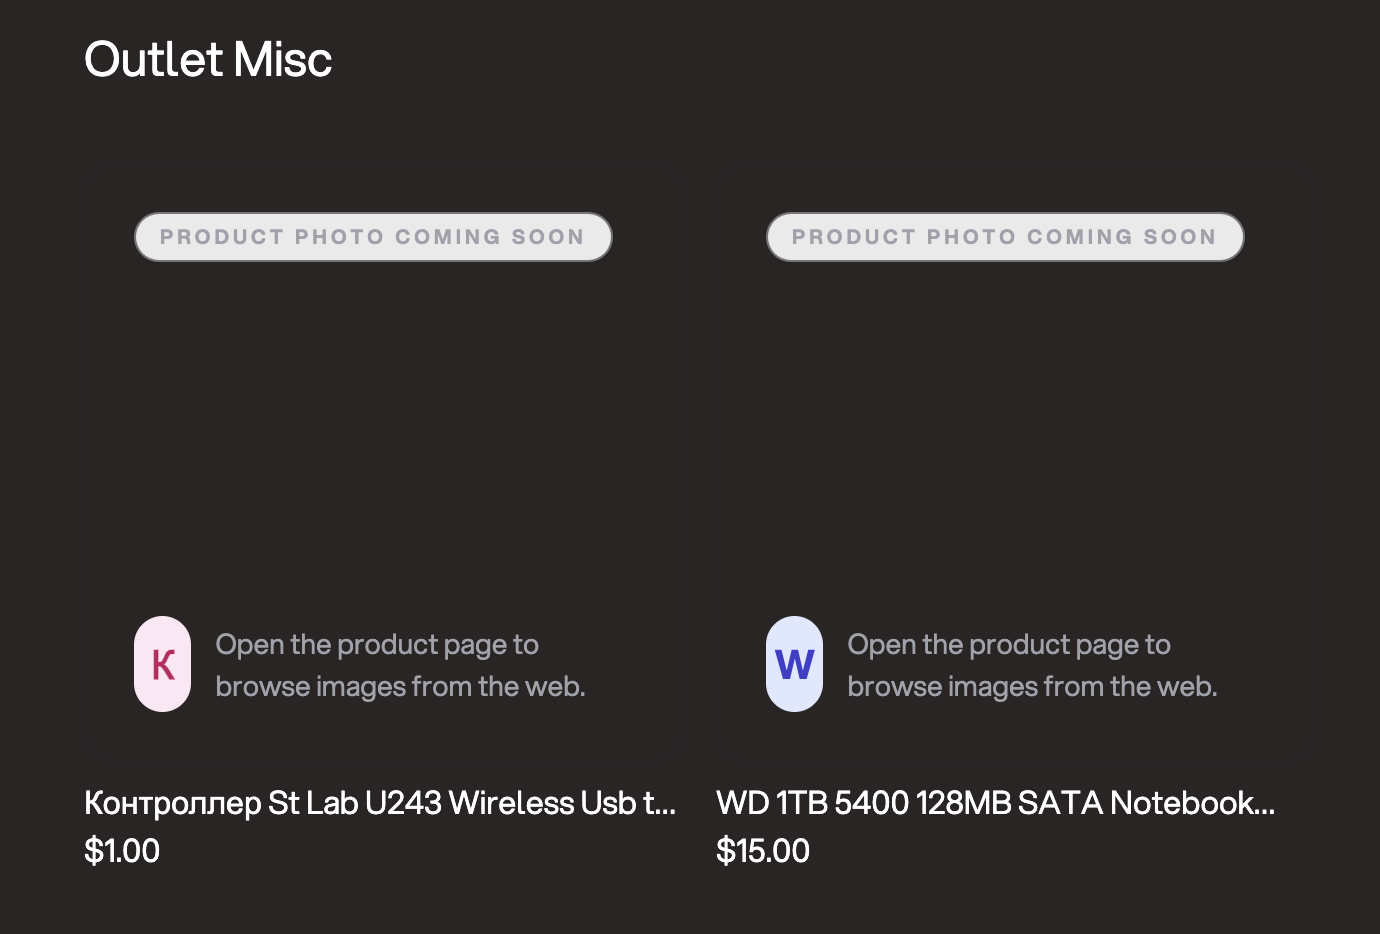 Outlet Misc
PRODUCT PHOTO COMING SOON
PRODUCT PHOTO COMING SOON
K
Open the product page to
browse images from the web.
W
Open the product page to
browse images from the web.
Контроллер St Lab U243 Wireless Usb t...
$1.00
WD 1TB 5400 128MB SATA Notebook...
$15.00